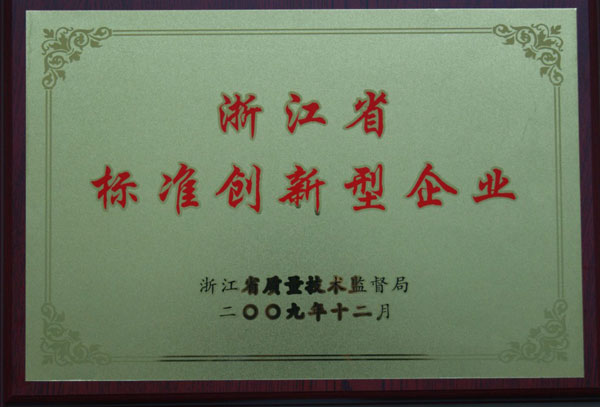 浙江省
标准创新型企业
浙江省质量技术监督局
二〇〇九年十二月